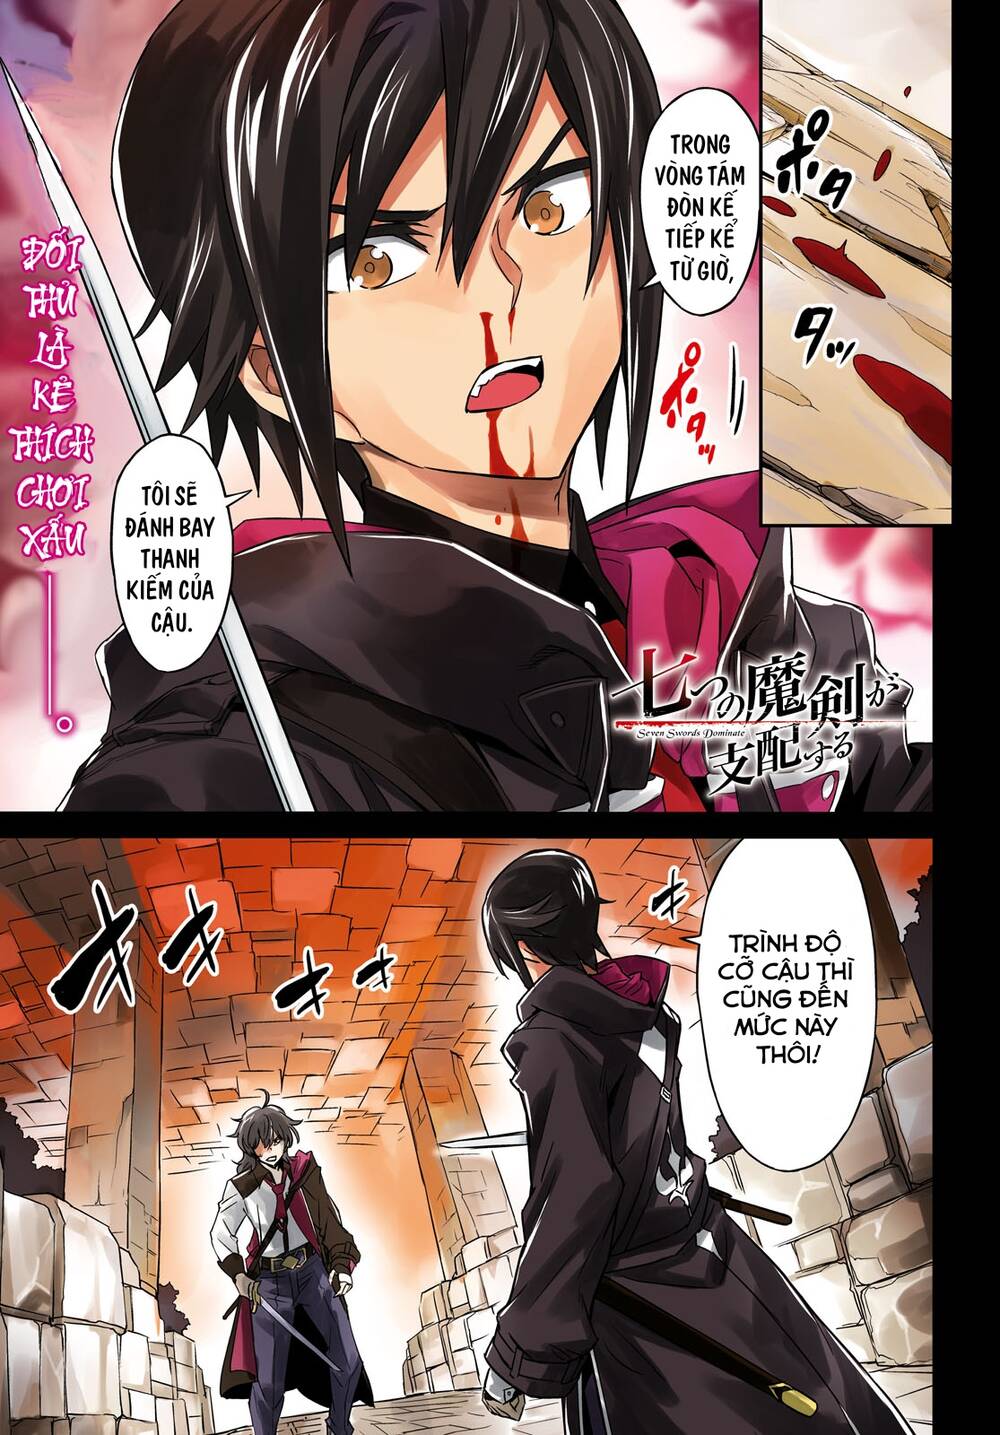 ポタ
タッ
TRONG
VÒNG TÁM
ĐÒN KẾ
TIẾP KỂ
TỪ GIỜ,
ポタッ
TÔI SẼ
ĐÁNH BAY
THANH
KIẾM CỦA
CẬU.
ĐỐI
THỦ
LÀ
KẺ
THÍCH
CHƠI
XẤU
七つの魔剣が
Seven Swords Dominate
支配する
TRÌNH ĐỘ
CỠ CẬU THÌ
CŨNG ĐẾN
MỨC NÀY
THÔI!
キキ
キキ